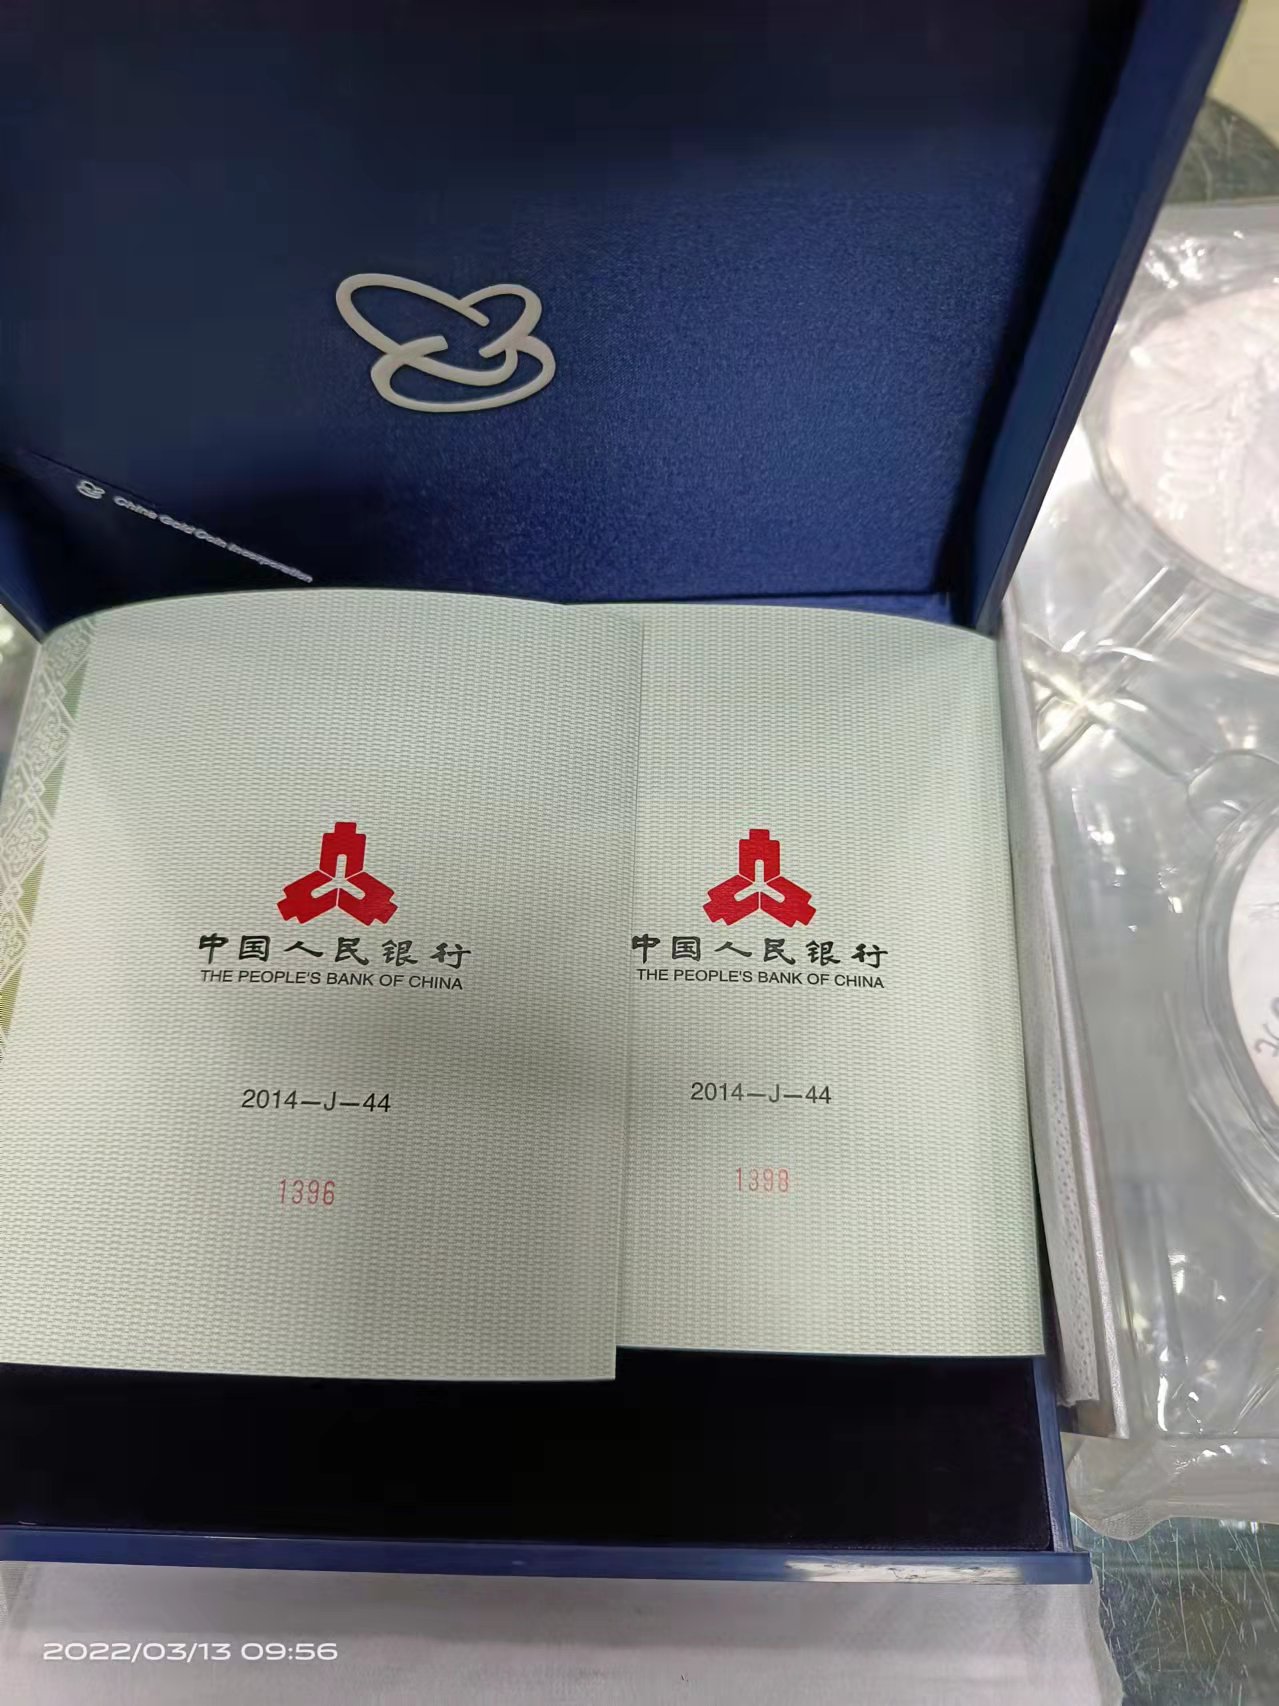 China Gold Coin Incorporation
中国人民银行
THE PEOPLE'S BANK OF CHINA
2014—J—44
1396
中国人民银行
THE PEOPLE'S BANK OF CHINA
2014—J—44
1398
2022/03/13 09:56